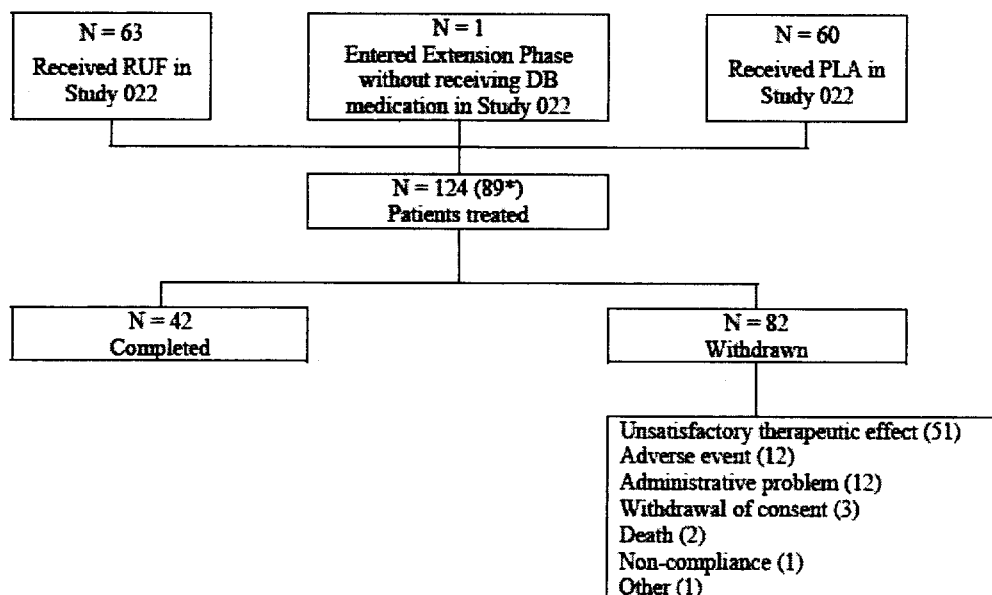 N = 63
Received RUF in
Study 022
N = 1
Entered Extension Phase
without receiving DB
medication in Study 022
N = 60
Received PLA in
Study 022
N = 124 (89*)
Patients treated
N = 42
Completed
N = 82
Withdrawn
Unsatisfactory therapeutic effect (51)
Adverse event (12)
Administrative problem (12)
Withdrawal of consent (3)
Death (2)
Non-compliance (1)
Other (1)